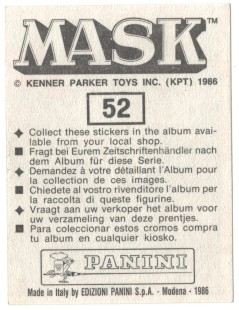 MASK™
© KENNER PARKER TOYS INC. (KPT) 1986
52
✦ Collect these stickers in the album avai-
lable from your local shop.
■ Fragt bei Eurem Zeitschriftenhändler nach
dem Album für diese Serie.
✦ Demandez à votre détaillant l'Album pour
la collection de ces images.
■ Chiedete al vostro rivenditore l'album per
la raccolta di queste figurine.
✦ Vraagt aan uw verkoper het album voor
uw verzameling van deze prentjes.
■ Para coleccionar estos cromos compra
tu album en cualquier kiosko.
PANINI
Made in Italy by EDIZIONI PANINI S.p.A. - Modena - 1986